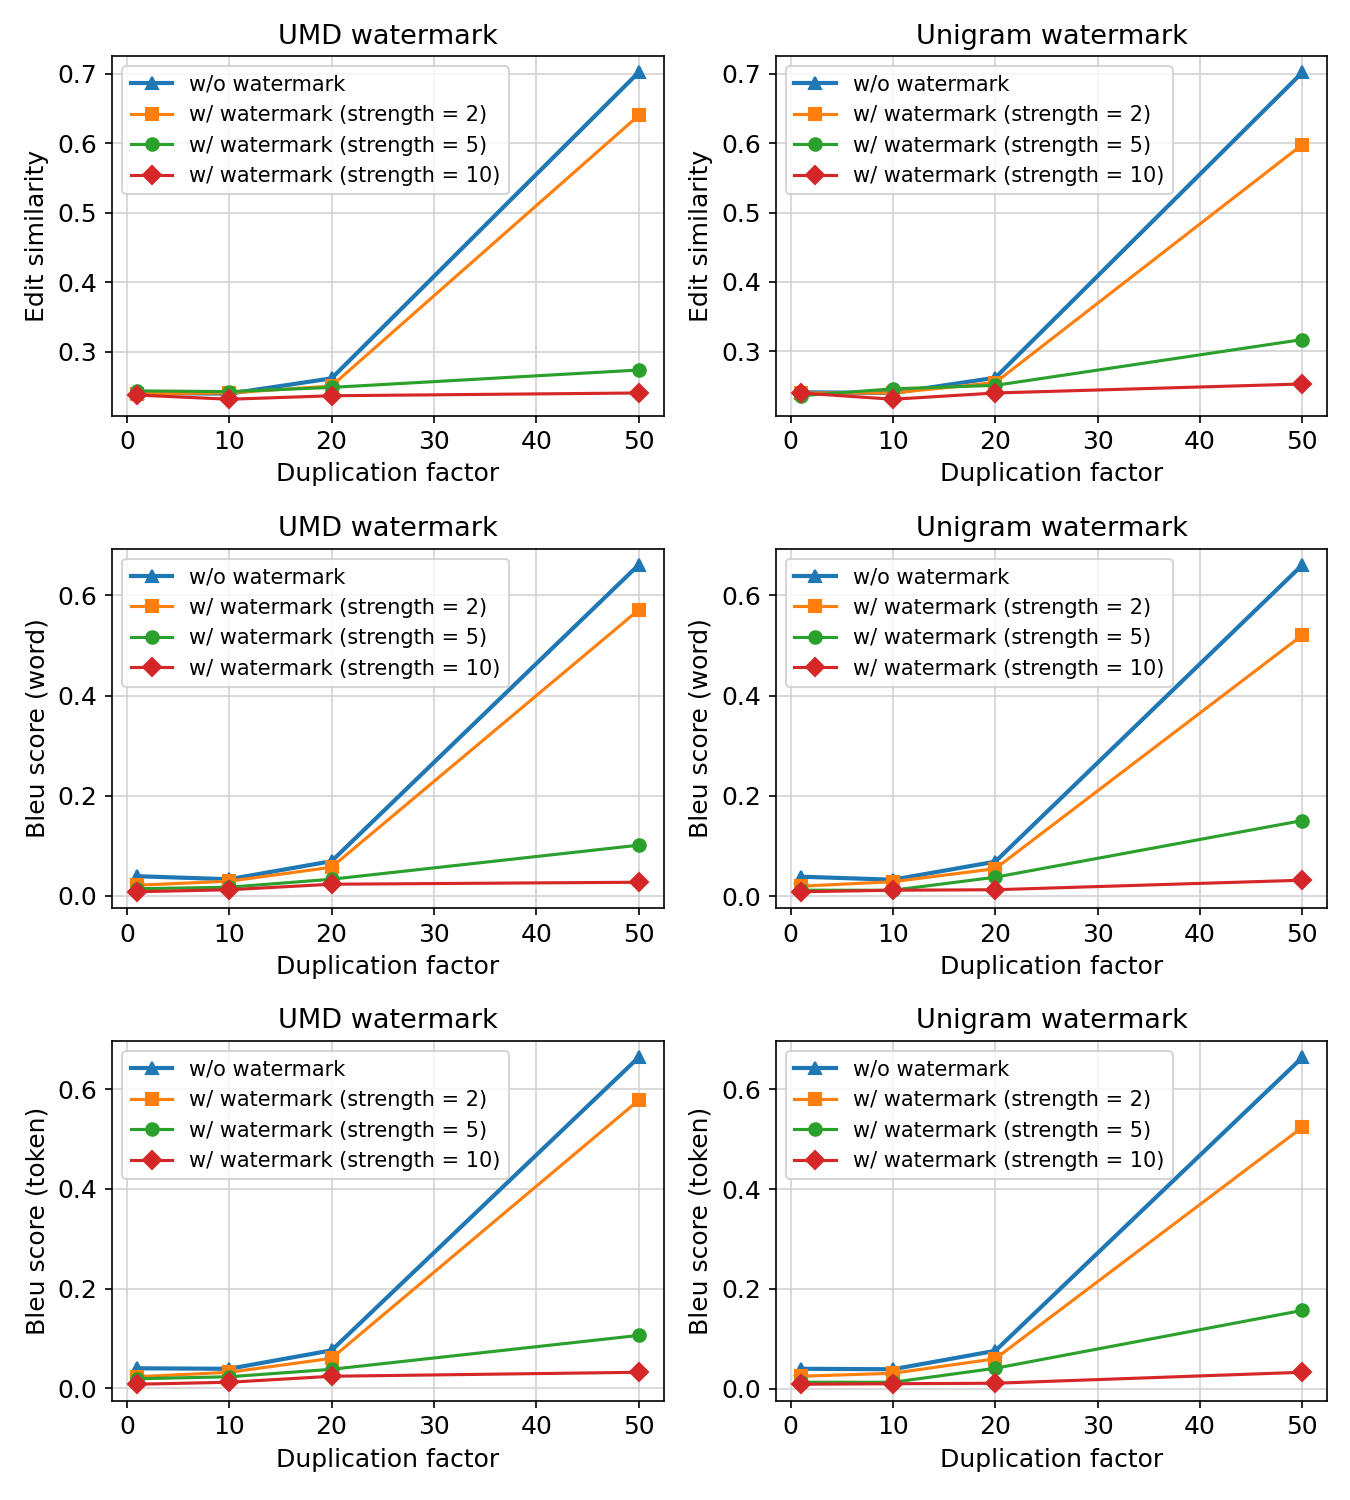 UMD watermark
Edit similarity
0.7
0.6
0.5
0.4
0.3
w/o watermark
w/ watermark (strength = 2)
w/ watermark (strength = 5)
w/ watermark (strength = 10)
0 10 20 30 40 50
Duplication factor
Unigram watermark
Edit similarity
0.7
0.6
0.5
0.4
0.3
w/o watermark
w/ watermark (strength = 2)
w/ watermark (strength = 5)
w/ watermark (strength = 10)
0 10 20 30 40 50
Duplication factor
UMD watermark
Bleu score (word)
0.6
0.4
0.2
0.0
w/o watermark
w/ watermark (strength = 2)
w/ watermark (strength = 5)
w/ watermark (strength = 10)
0 10 20 30 40 50
Duplication factor
Unigram watermark
Bleu score (word)
0.6
0.4
0.2
0.0
w/o watermark
w/ watermark (strength = 2)
w/ watermark (strength = 5)
w/ watermark (strength = 10)
0 10 20 30 40 50
Duplication factor
UMD watermark
Bleu score (token)
0.6
0.4
0.2
0.0
w/o watermark
w/ watermark (strength = 2)
w/ watermark (strength = 5)
w/ watermark (strength = 10)
0 10 20 30 40 50
Duplication factor
Unigram watermark
Bleu score (token)
0.6
0.4
0.2
0.0
w/o watermark
w/ watermark (strength = 2)
w/ watermark (strength = 5)
w/ watermark (strength = 10)
0 10 20 30 40 50
Duplication factor